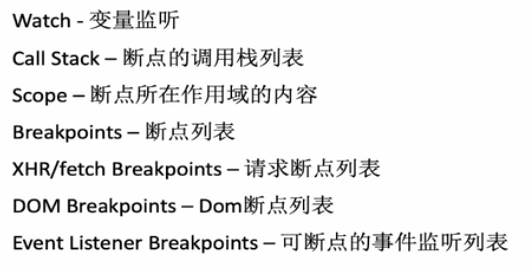 Watch - 变量监听
Call Stack – 断点的调用栈列表
Scope – 断点所在作用域的内容
Breakpoints – 断点列表
XHR/fetch Breakpoints – 请求断点列表
DOM Breakpoints – Dom断点列表
Event Listener Breakpoints – 可断点的事件监听列表